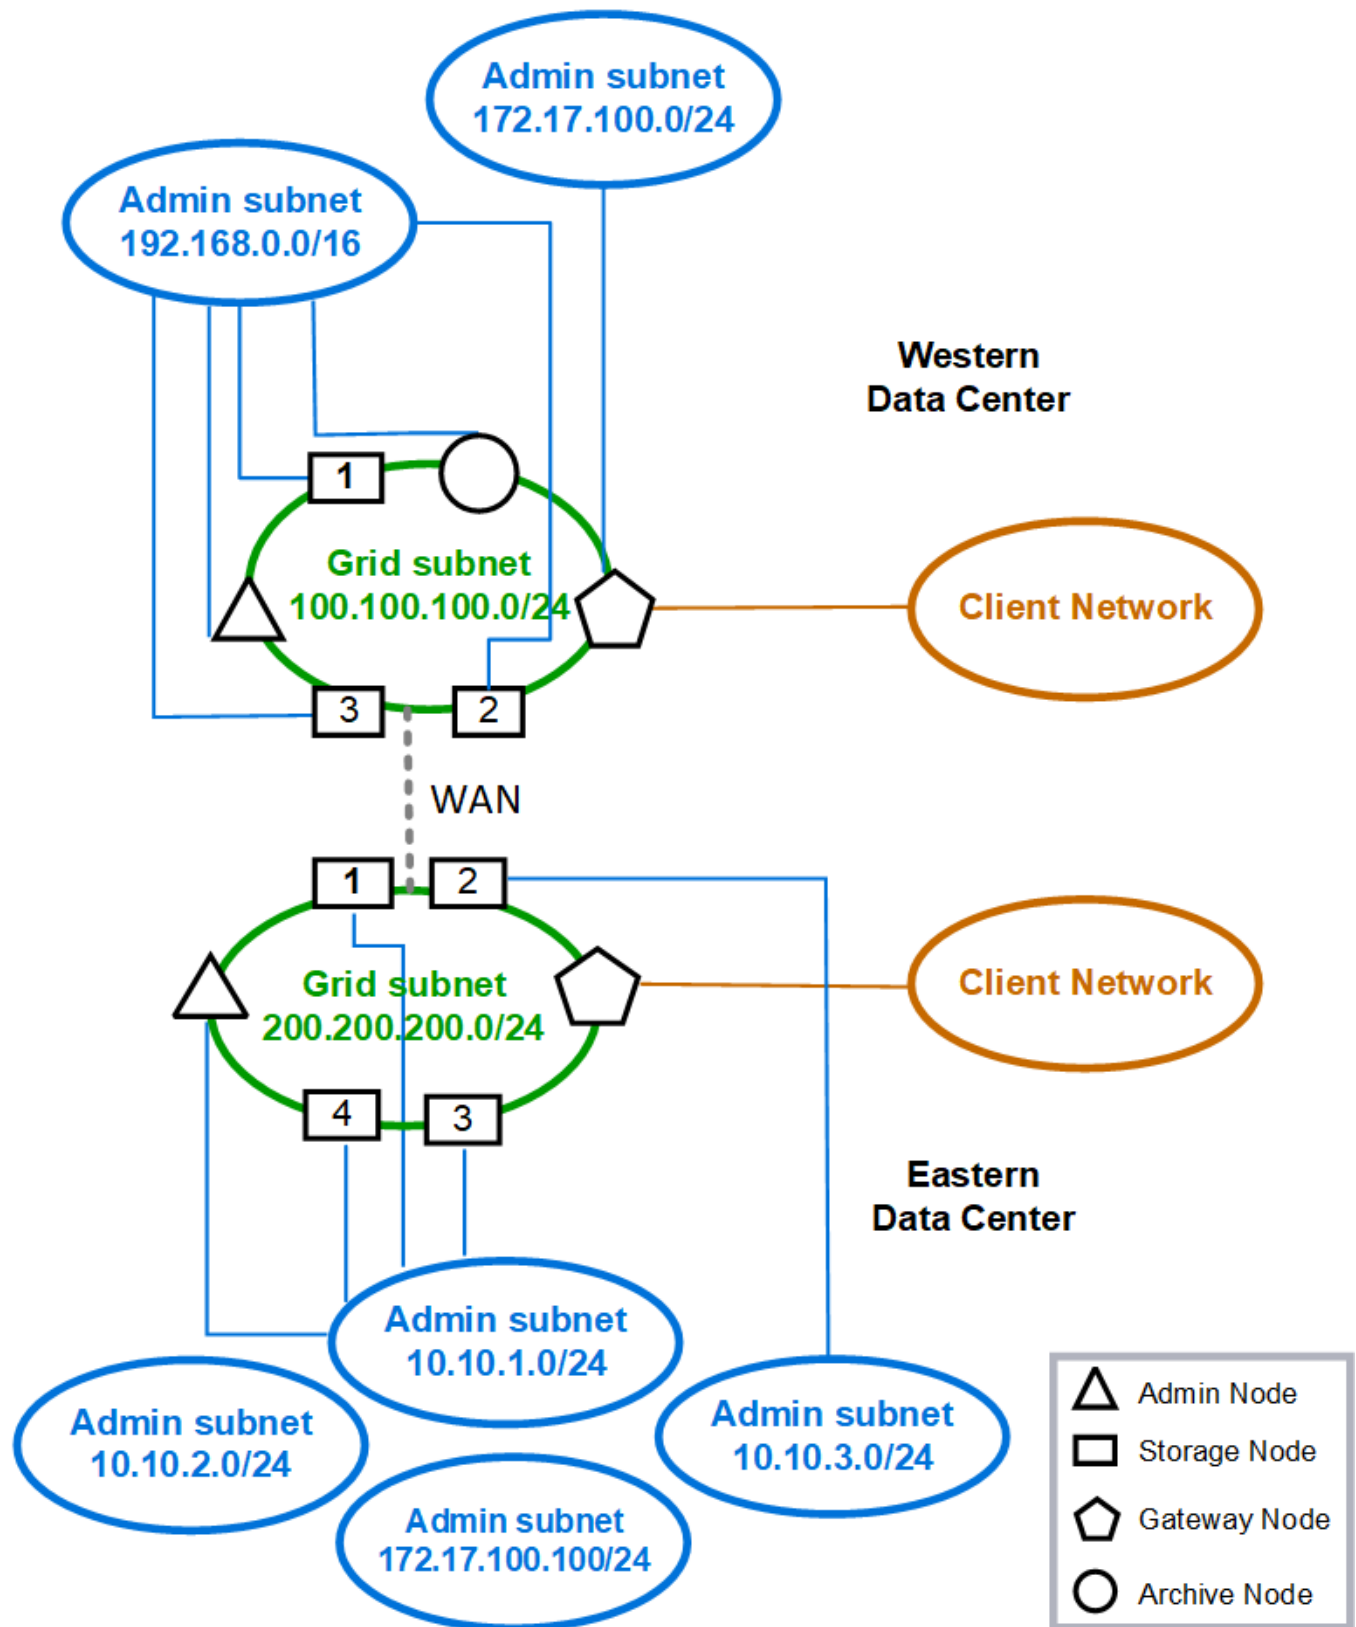 Admin subnet
172.17.100.0/24
Admin subnet
192.168.0.0/16
Western
Data Center
1
Grid subnet
100.100.100.0/24
Client Network
3
2
WAN
1
2
Grid subnet
200.200.200.0/24
Client Network
4
3
Eastern
Data Center
Admin subnet
10.10.1.0/24
Admin subnet
10.10.2.0/24
Admin subnet
10.10.3.0/24
Admin subnet
172.17.100.100/24
Admin Node
Storage Node
Gateway Node
Archive Node